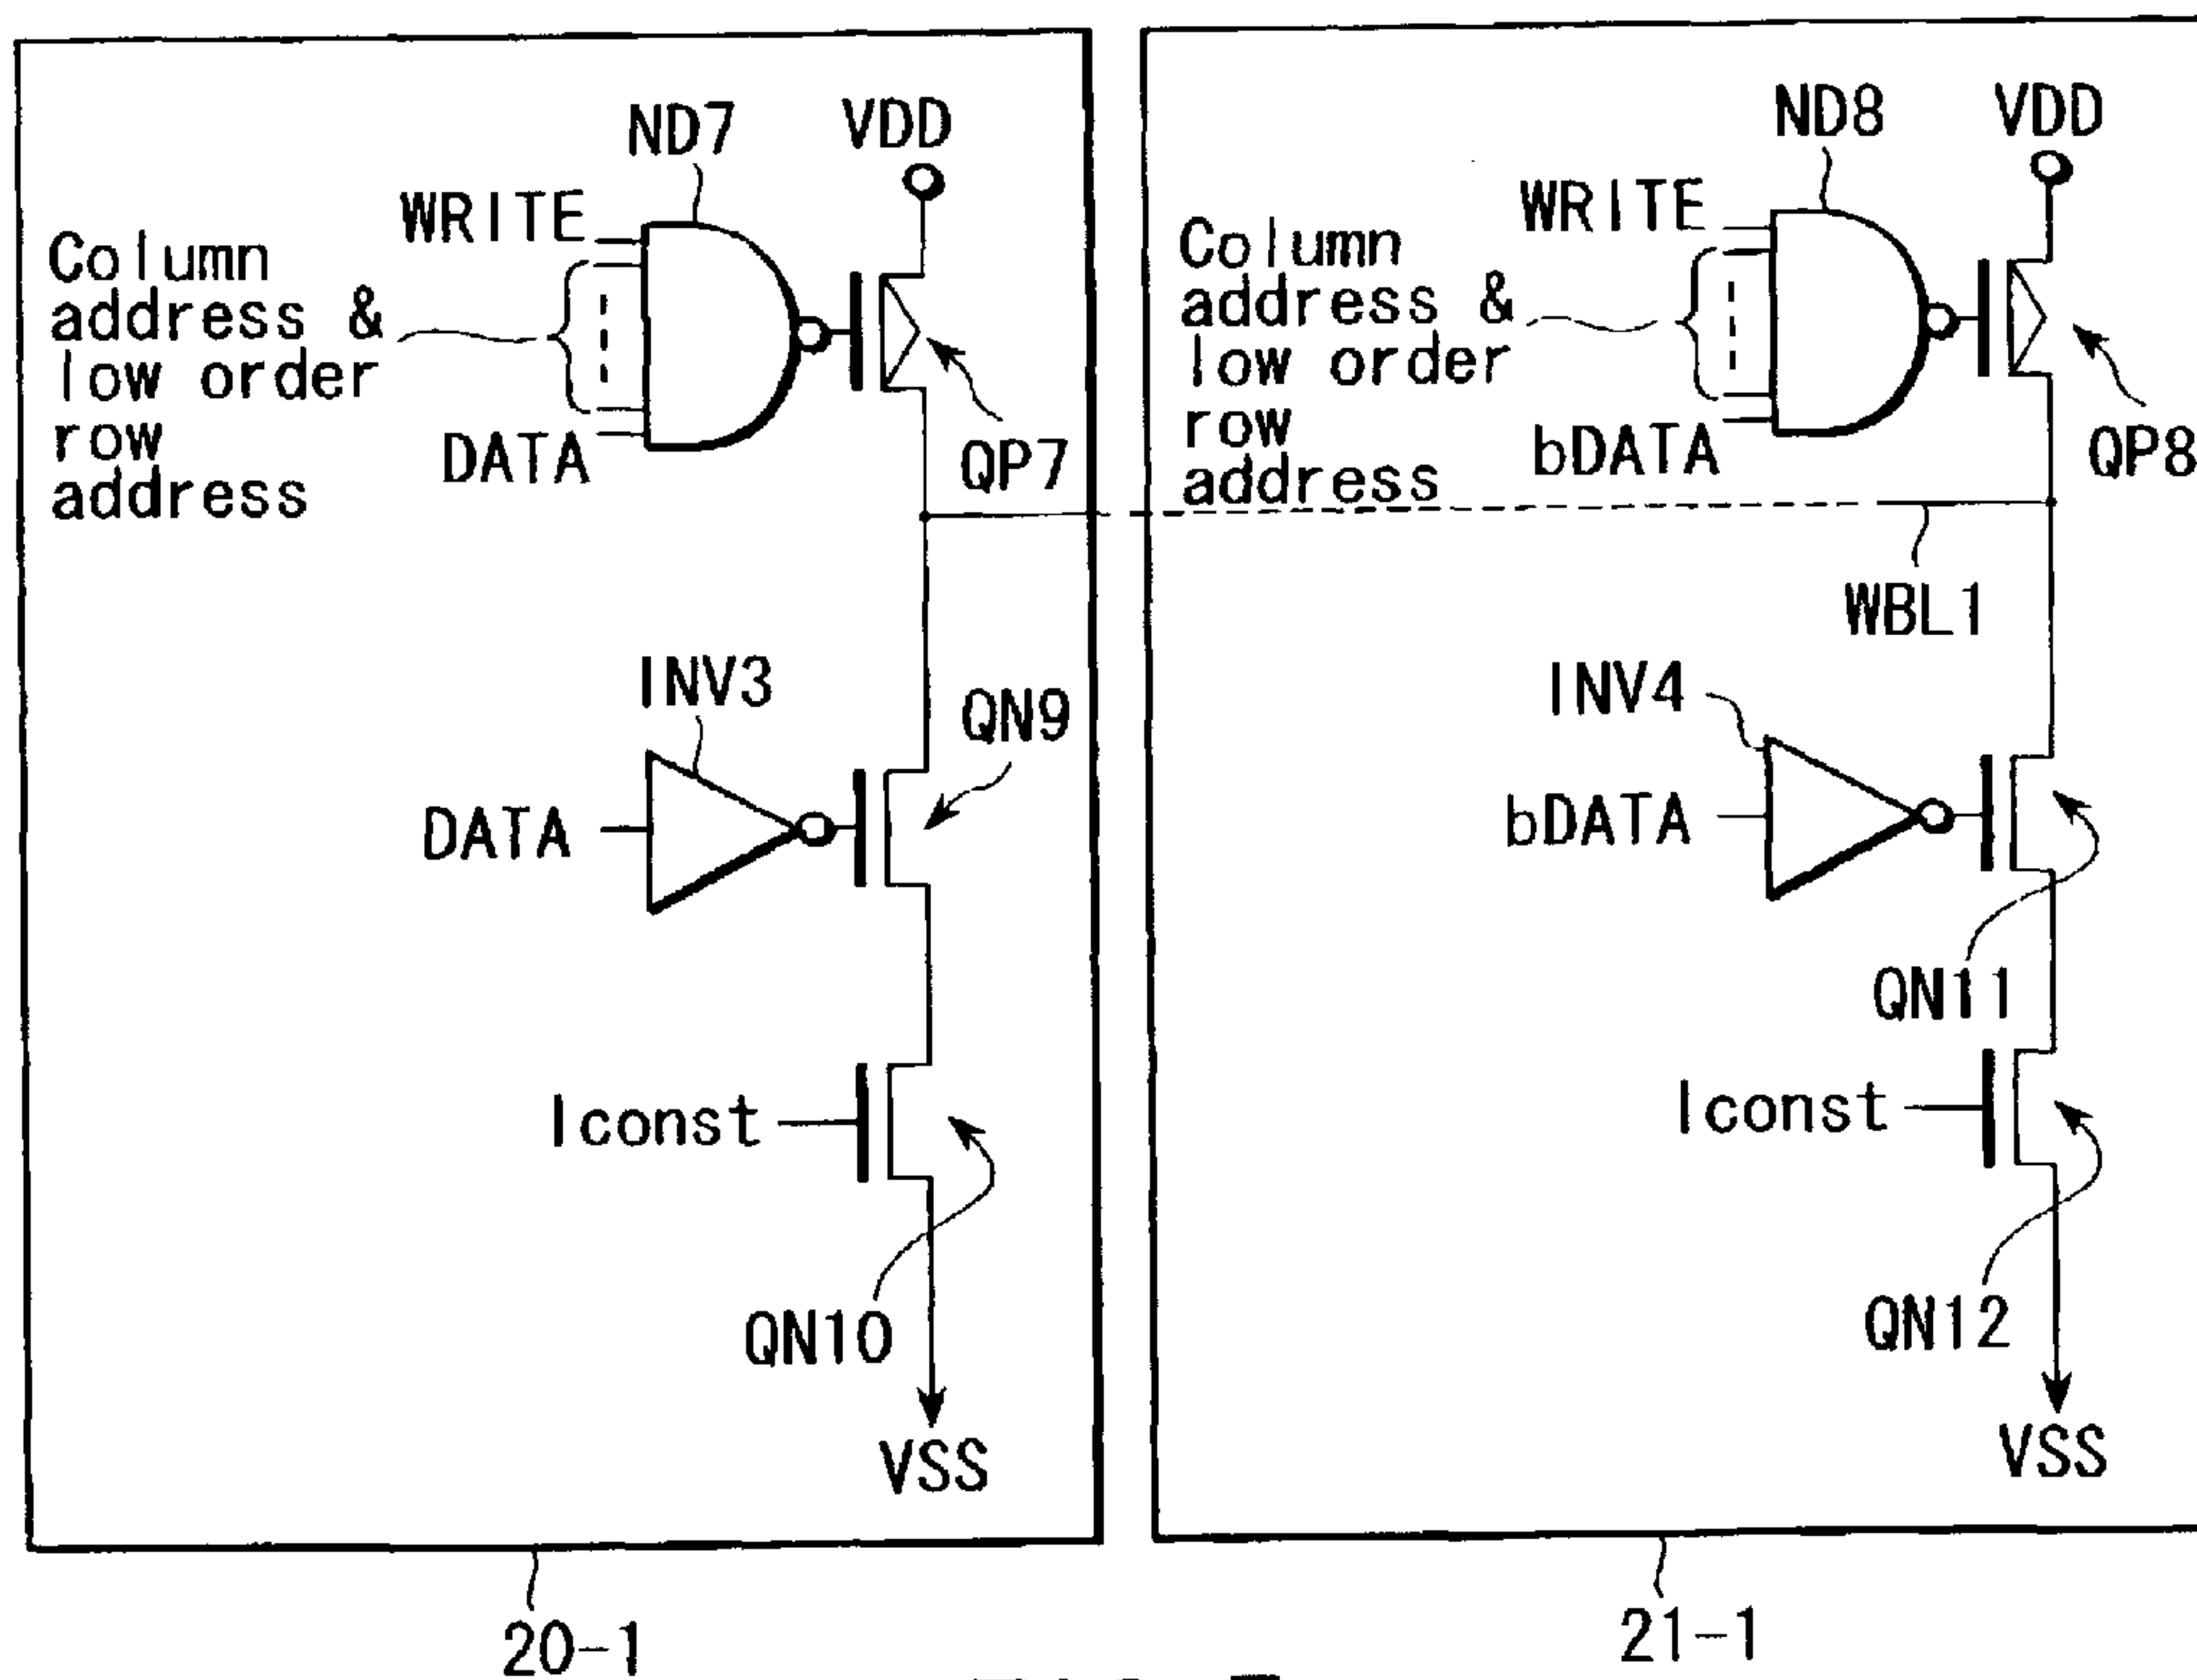 ND7
VDD
WRITE
Column
address &
low order
row
address
DATA
QP7
INV3
QN9
DATA
Iconst
QN10
VSS
20-1
ND8
VDD
WRITE
Column
address &
low order
row
address
bDATA
QP8
WBL1
INV4
bDATA
QN11
Iconst
QN12
VSS
21-1